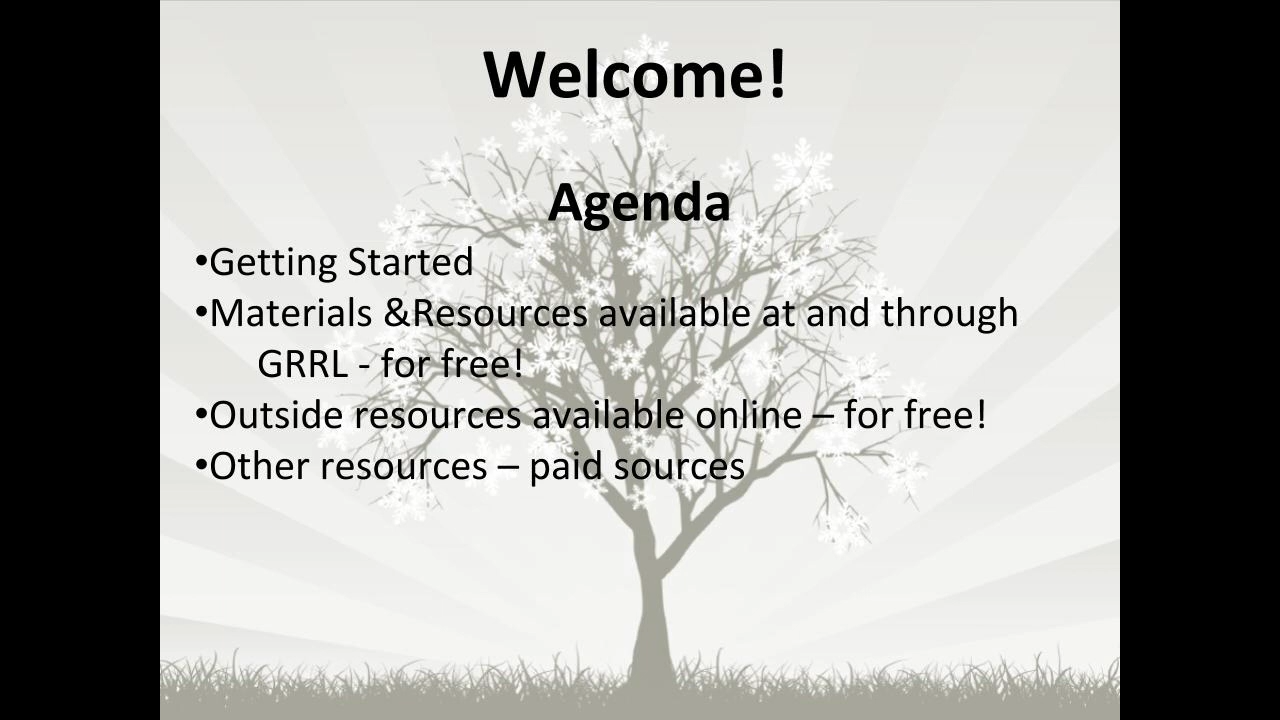 Welcome!
Agenda
•Getting Started
•Materials &Resources available at and through
GRRL - for free!
•Outside resources available online – for free!
•Other resources – paid sources